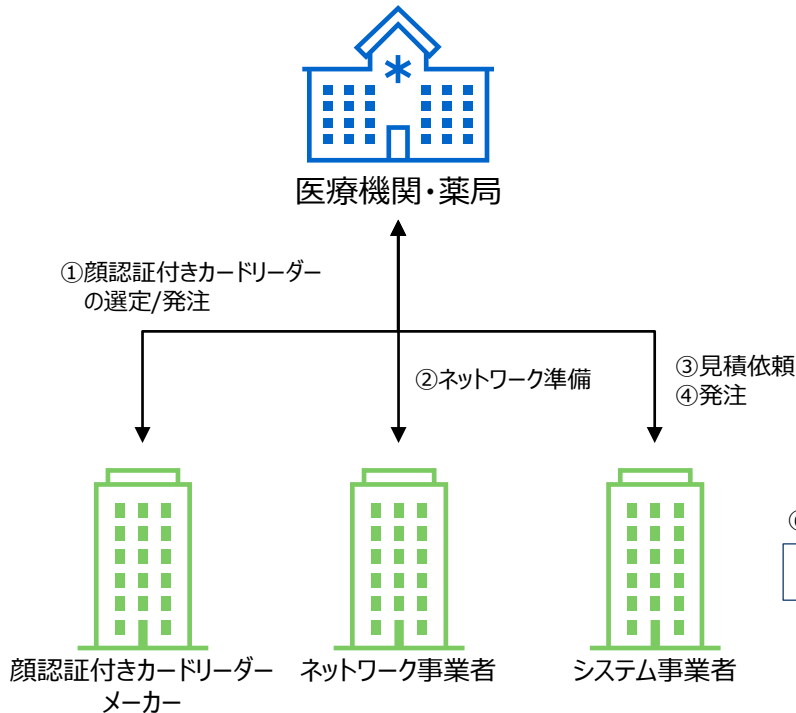 医療機関・薬局
①顔認証付きカードリーダー
の選定/発注
②ネットワーク準備
③見積依頼
④発注
顔認証付きカードリーダー
メーカー
ネットワーク事業者
システム事業者